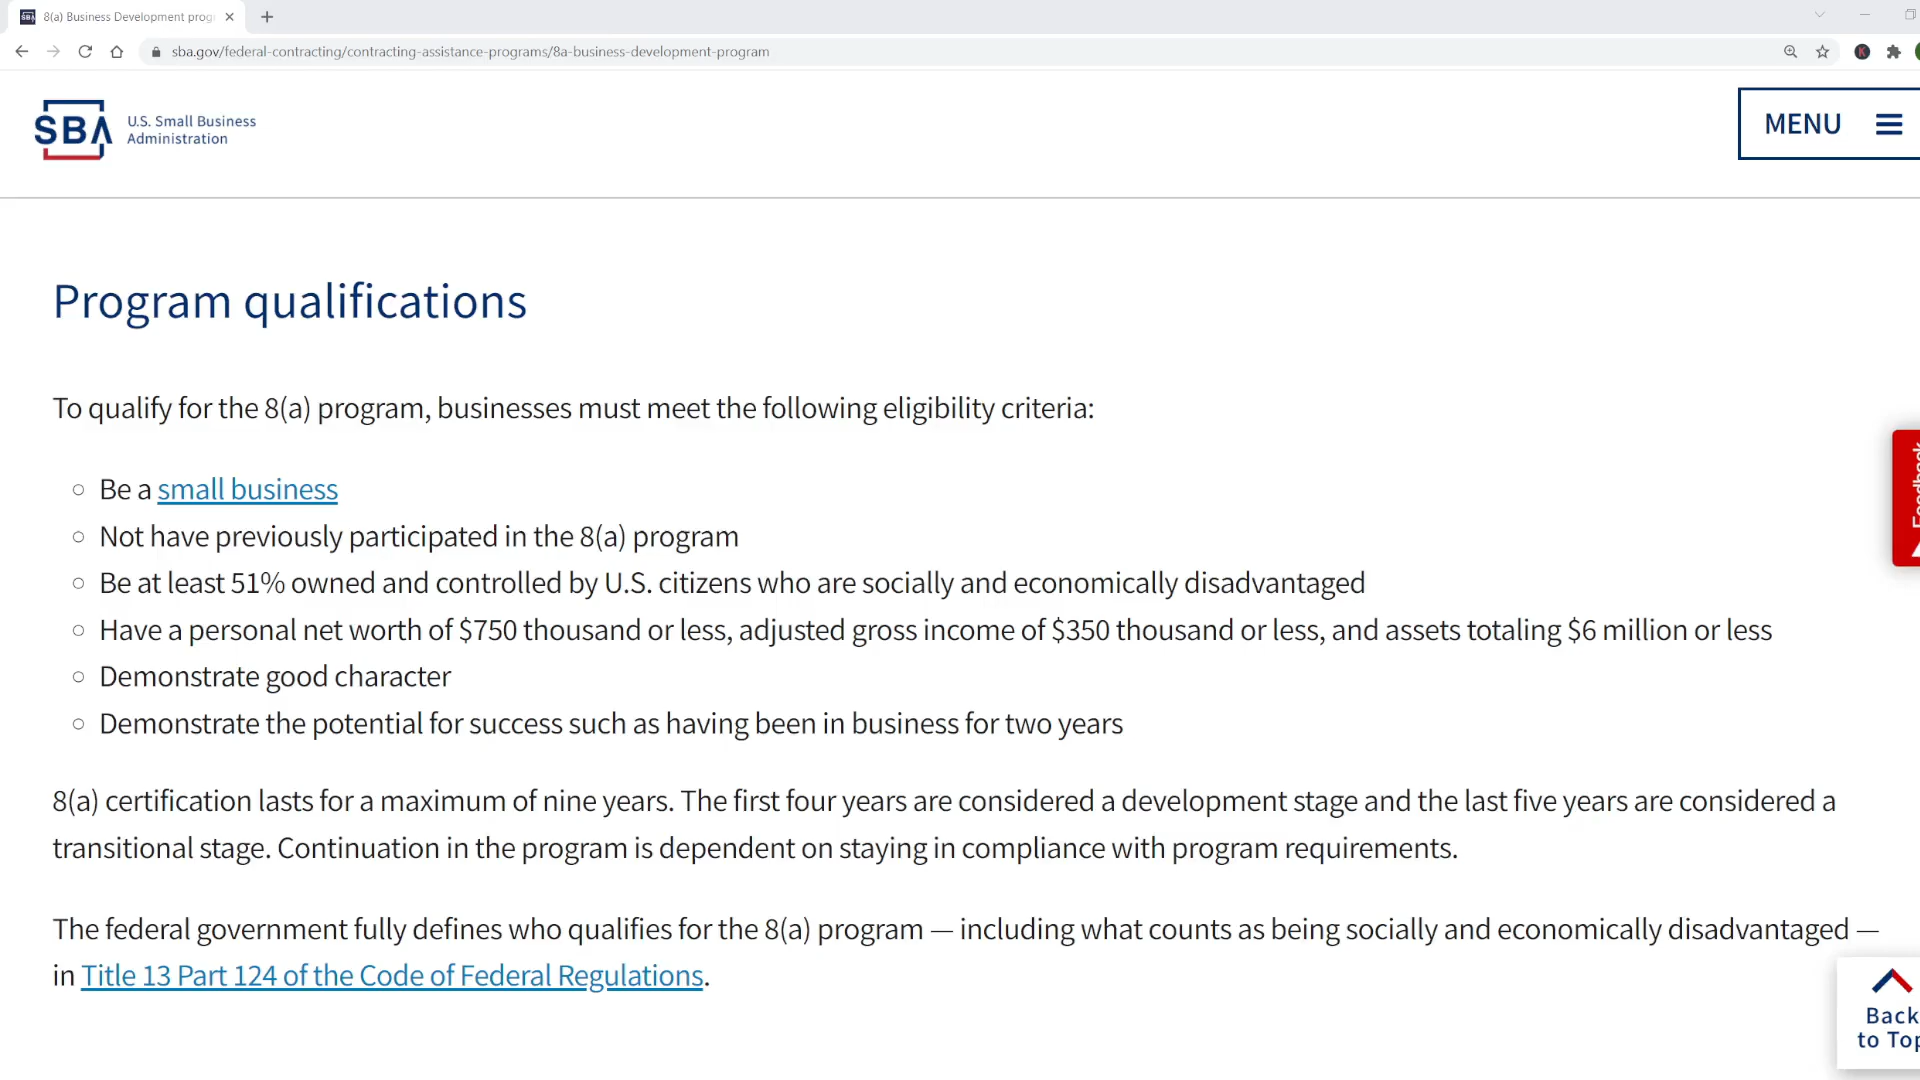 8(a) Business Development prog
sba.gov/federal-contracting/contracting-assistance-programs/8a-business-development-program
SBA
U.S. Small Business
Administration
MENU
Program qualifications
To qualify for the 8(a) program, businesses must meet the following eligibility criteria:
Be a small business
Not have previously participated in the 8(a) program
Be at least 51% owned and controlled by U.S. citizens who are socially and economically disadvantaged
Have a personal net worth of $750 thousand or less, adjusted gross income of $350 thousand or less, and assets totaling $6 million or less
Demonstrate good character
Demonstrate the potential for success such as having been in business for two years
Feedback
8(a) certification lasts for a maximum of nine years. The first four years are considered a development stage and the last five years are considered a
transitional stage. Continuation in the program is dependent on staying in compliance with program requirements.
The federal government fully defines who qualifies for the 8(a) program — including what counts as being socially and economically disadvantaged —
in Title 13 Part 124 of the Code of Federal Regulations.
Back
to Top